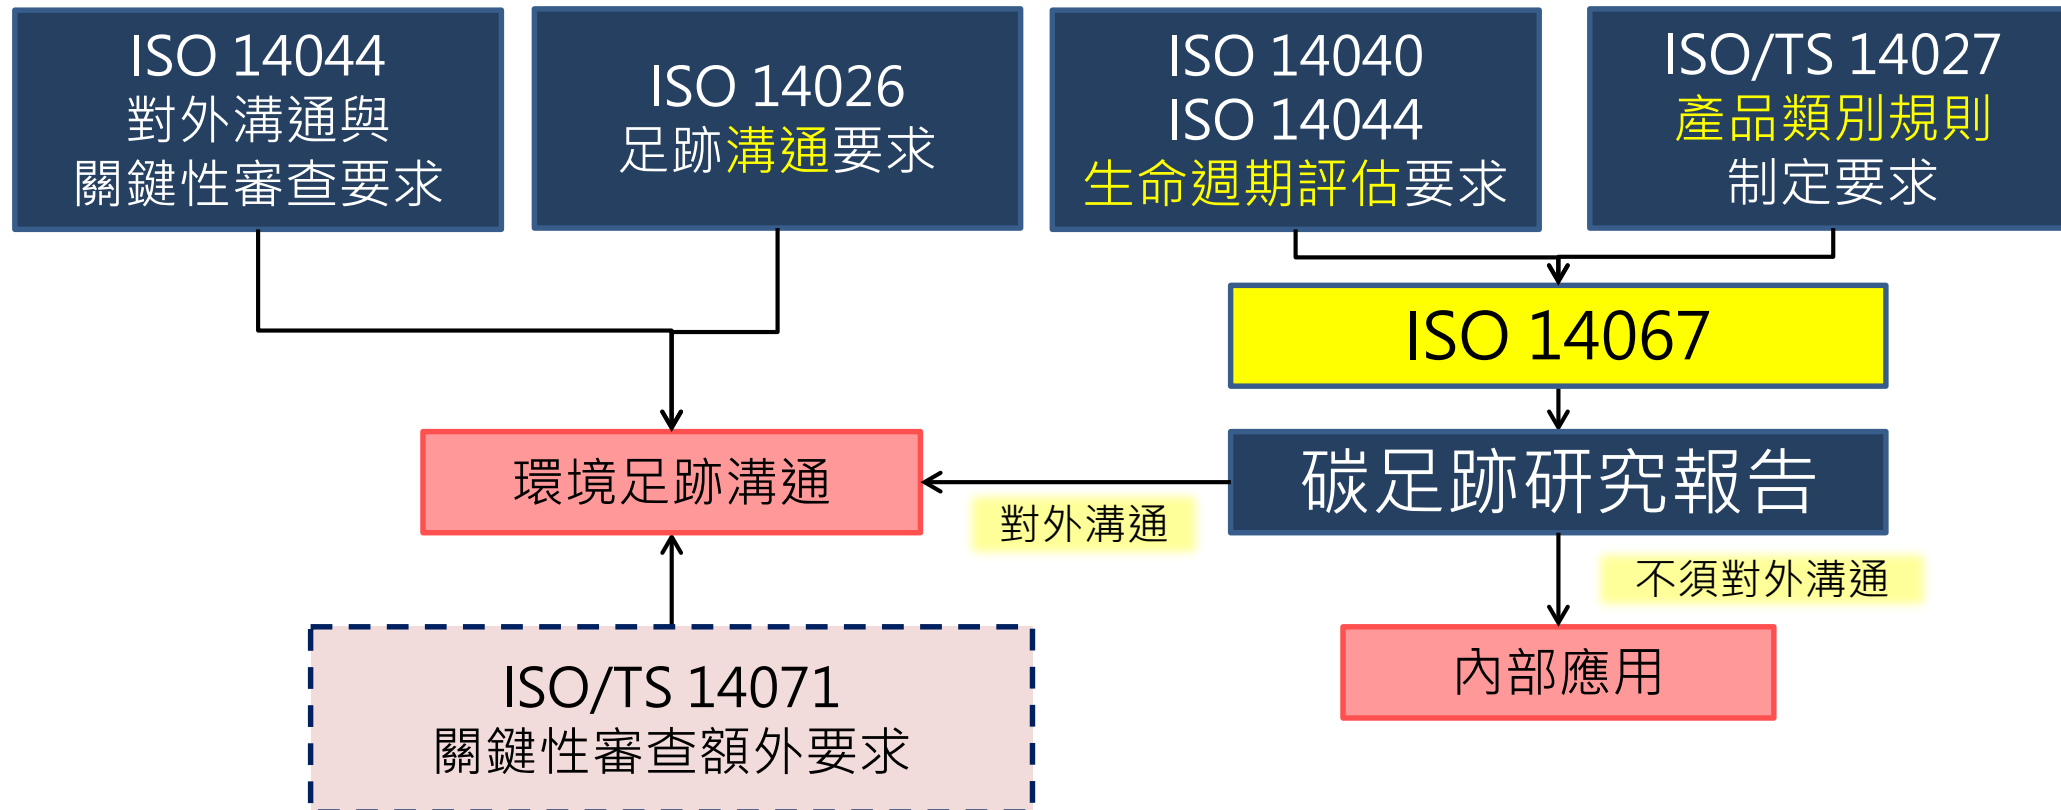 ISO 14044
對外溝通與
關鍵性審查要求
ISO 14026
足跡溝通要求
ISO 14040
ISO 14044
生命週期評估要求
ISO/TS 14027
產品類別規則
制定要求
ISO 14067
環境足跡溝通
對外溝通
碳足跡研究報告
不須對外溝通
ISO/TS 14071
關鍵性審查額外要求
內部應用